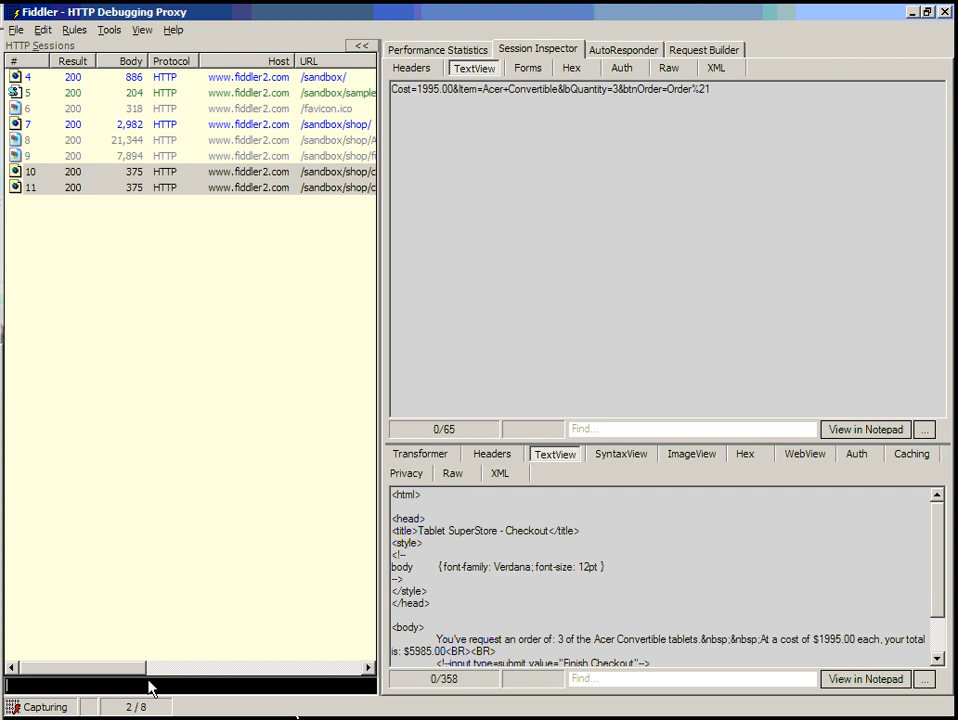 Fiddler - HTTP Debugging Proxy
File Edit Rules Tools View Help
HTTP Sessions <<
# Result Body Protocol Host URL
4 200 886 HTTP www.fiddler2.com /sandbox/
5 200 204 HTTP www.fiddler2.com /sandbox/sample
6 200 318 HTTP www.fiddler2.com /favicon.ico
7 200 2,982 HTTP www.fiddler2.com /sandbox/shop/
8 200 21,344 HTTP www.fiddler2.com /sandbox/shop/A
9 200 7,894 HTTP www.fiddler2.com /sandbox/shop/fi
10 200 375 HTTP www.fiddler2.com /sandbox/shop/c
11 200 375 HTTP www.fiddler2.com /sandbox/shop/c
Capturing 2 / 8
Performance Statistics Session Inspector AutoResponder Request Builder
Headers TextView Forms Hex Auth Raw XML
Cost=1995.00&Item=Acer+Convertible&lbQuantity=3&btnOrder=Order%21
0/65 Find... View in Notepad ...
Transformer Headers TextView SyntaxView ImageView Hex WebView Auth Caching
Privacy Raw XML
<html>
<head>
<title>Tablet SuperStore - Checkout</title>
<style>
<!--
body {font-family: Verdana; font-size: 12pt }
-->
</style>
</head>
<body>
You've request an order of: 3 of the Acer Convertible tablets.&nbsp;&nbsp;At a cost of $1995.00 each, your total
is: $5985.00<BR><BR>
<!--input type=submit value="Finish Checkout"-->
0/358 Find... View in Notepad ...